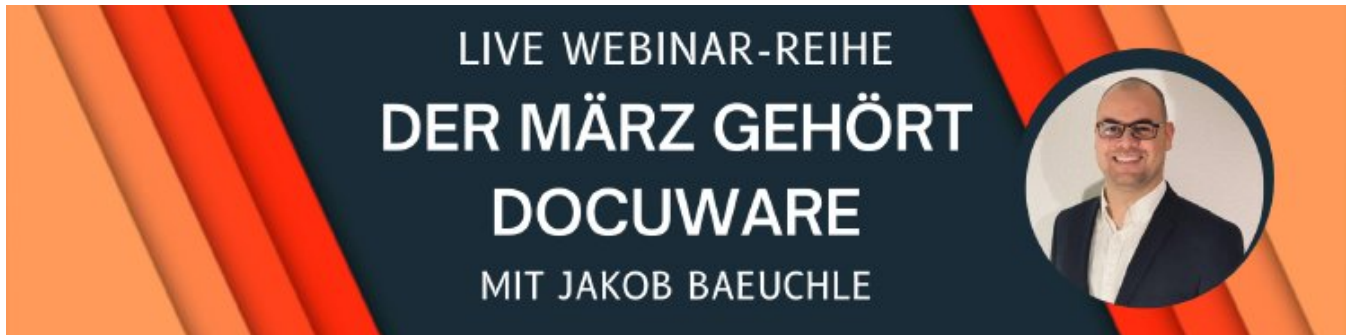 LIVE WEBINAR-REIHE
DER MÄRZ GEHÖRT
DOCUWARE
MIT JAKOB BAEUCHLE